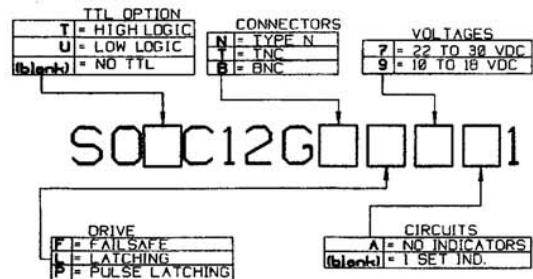 TTL OPTION
T = HIGH LOGIC
U = LOW LOGIC
(blank) = NO TTL
CONNECTORS
N = TYPE N
T = TNC
B = BNC
VOLTAGES
7 = 22 TO 30 VDC
9 = 10 TO 18 VDC
SO□C12G□□□□1
DRIVE
F = FAILSAFE
L = LATCHING
P = PULSE LATCHING
CIRCUITS
A = NO INDICATORS
(blank) = 1 SET IND.